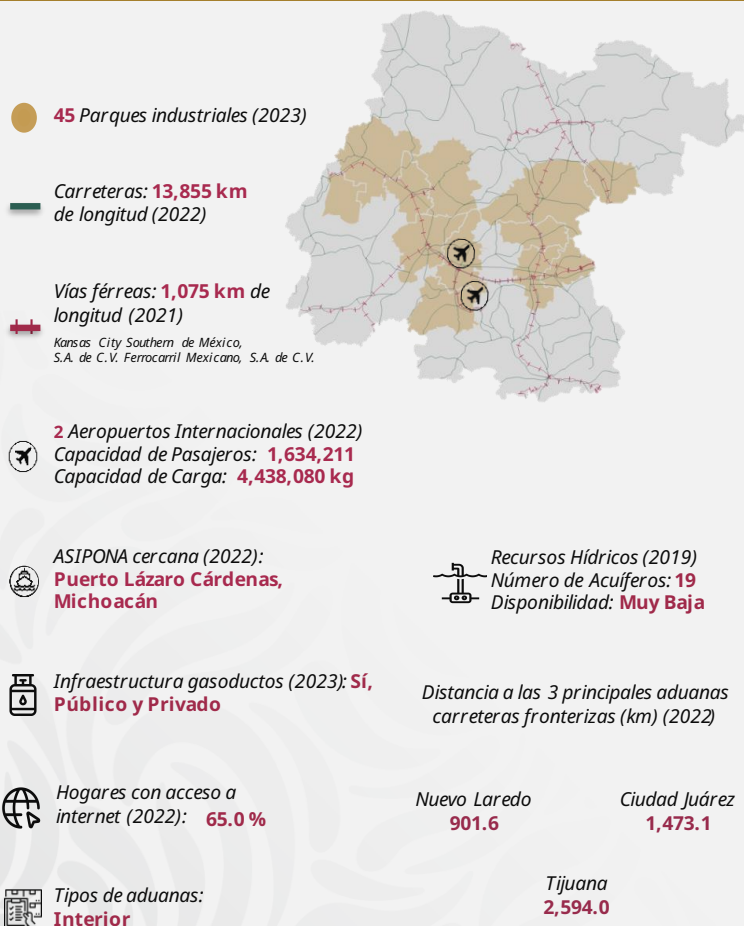 45 Parques industriales (2023)
Carreteras: 13,855 km
de longitud (2022)
Vías férreas: 1,075 km de
longitud (2021)
Kansas City Southern de México,
S.A. de C.V. Ferrocarril Mexicano, S.A. de C.V.
2 Aeropuertos Internacionales (2022)
Capacidad de Pasajeros: 1,634,211
Capacidad de Carga: 4,438,080 kg
ASIPONA cercana (2022):
Puerto Lázaro Cárdenas,
Michoacán
Recursos Hídricos (2019)
Número de Acuíferos: 19
Disponibilidad: Muy Baja
Infraestructura gasoductos (2023): Sí,
Público y Privado
Distancia a las 3 principales aduanas
carreteras fronterizas (km) (2022)
Hogares con acceso a
internet (2022): 65.0 %
Nuevo Laredo
901.6
Ciudad Juárez
1,473.1
Tijuana
2,594.0
Tipos de aduanas:
Interior